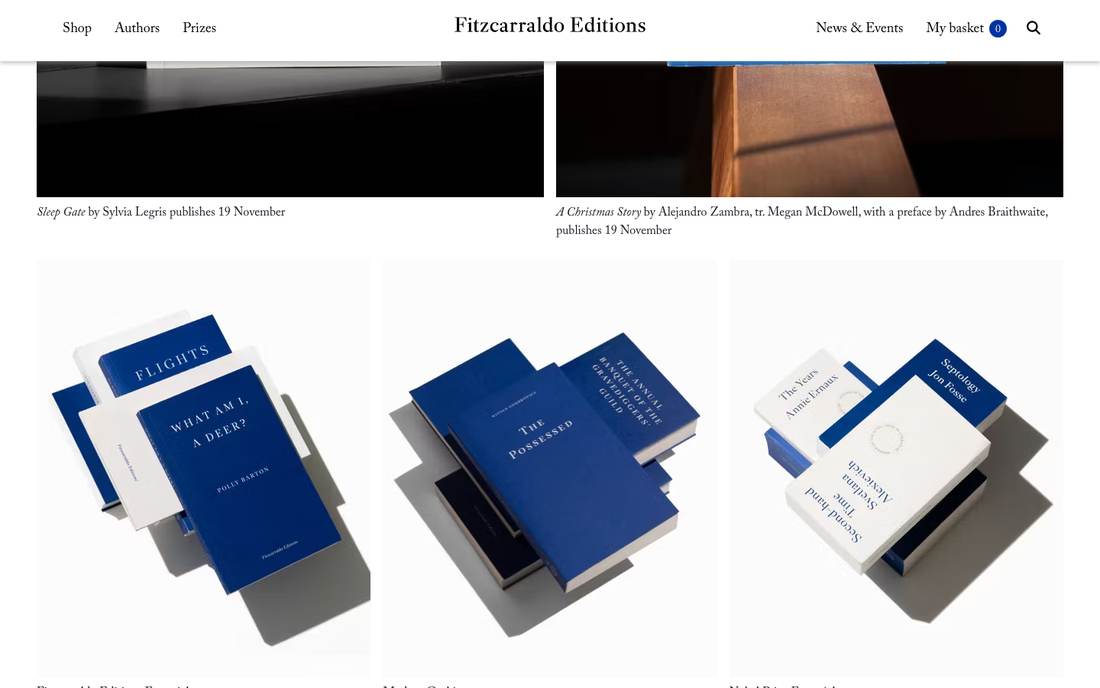 Shop Authors Prizes Fitzcarraldo Editions News & Events My basket 0
Sleep Gate by Sylvia Legris publishes 19 November
A Christmas Story by Alejandro Zambra, tr. Megan McDowell, with a preface by Andres Braithwaite,
publishes 19 November
FLIGHTS
WHAT AM I,
A DEER?
POLLY BARTON
Fitzcarraldo Editions
Fitzcarraldo Editions
THE
POSSESSED
THE ANNUAL
BANQUET OF THE
GRAVEDIGGERS'
GUILD
The Years
Annie Ernaux
Septology
Jon Fosse
Second-hand
Time
Svetlana
Alexievich